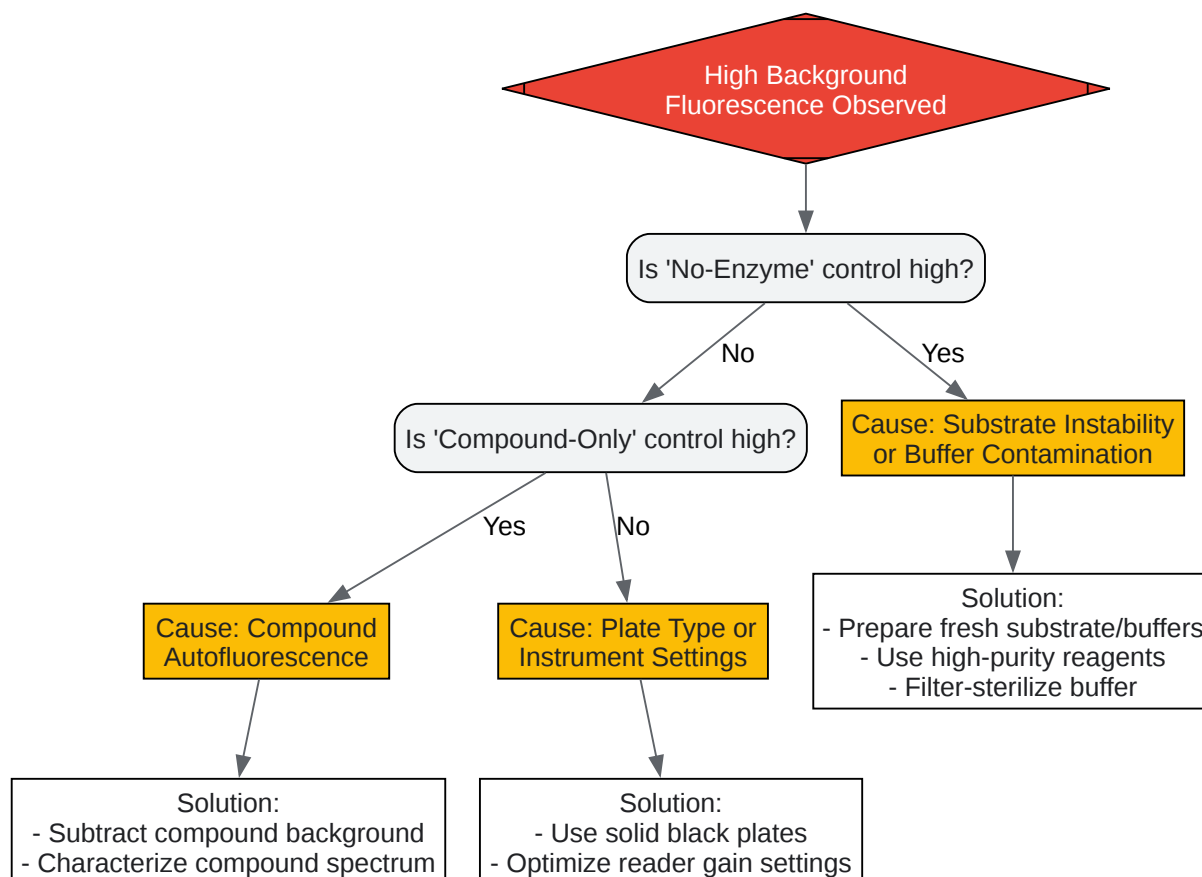 High Background
Fluorescence Observed
Is 'No-Enzyme' control high?
No
Yes
Is 'Compound-Only' control high?
Cause: Substrate Instability
or Buffer Contamination
Yes
No
Solution:
- Prepare fresh substrate/buffers
- Use high-purity reagents
- Filter-sterilize buffer
Cause: Compound
Autofluorescence
Cause: Plate Type or
Instrument Settings
Solution:
- Subtract compound background
- Characterize compound spectrum
Solution:
- Use solid black plates
- Optimize reader gain settings